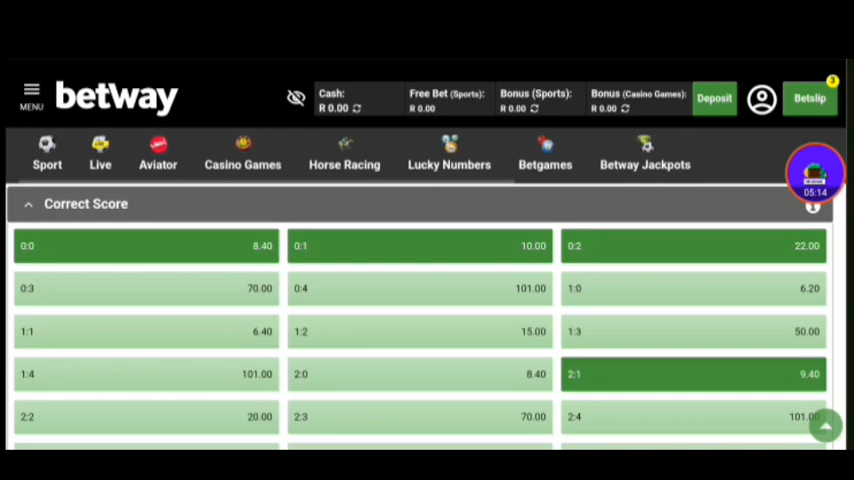 MENU
betway
Cash:
R 0.00
Free Bet (Sports):
R 0.00
Bonus (Sports):
R 0.00
Bonus (Casino Games):
R 0.00
Deposit
Betslip
3
Sport
Live
Aviator
Casino Games
Horse Racing
Lucky Numbers
Betgames
Betway Jackpots
05:14
Correct Score
0:0 8.40 0:1 10.00 0:2 22.00
0:3 70.00 0:4 101.00 1:0 6.20
1:1 6.40 1:2 15.00 1:3 50.00
1:4 101.00 2:0 8.40 2:1 9.40
2:2 20.00 2:3 70.00 2:4 101.00